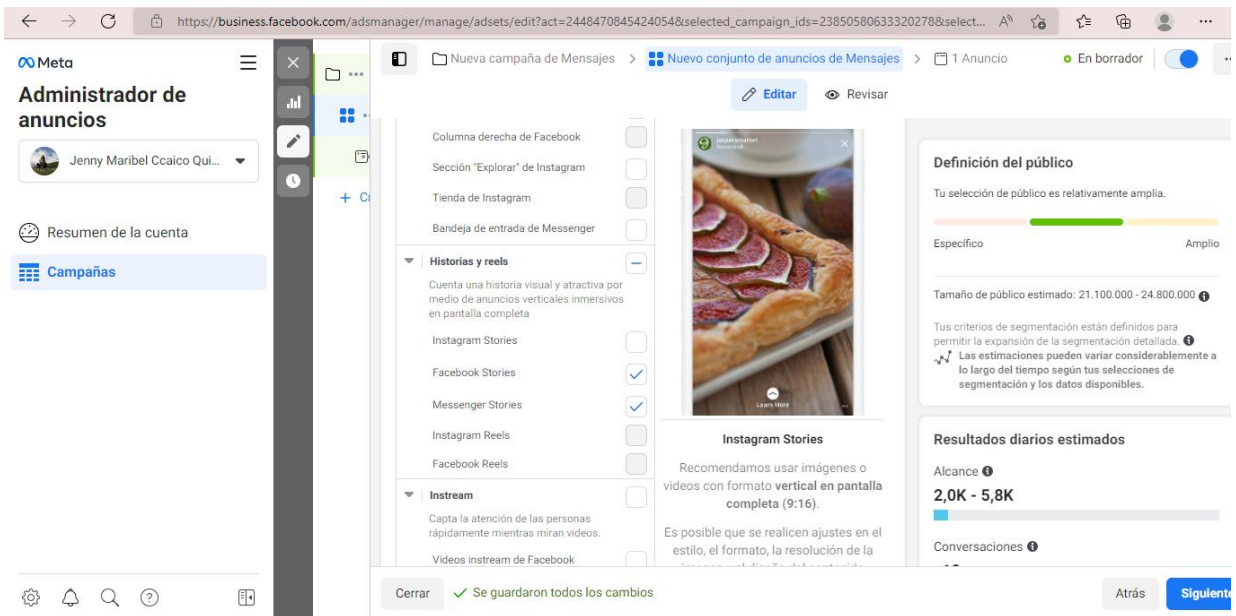 https://business.facebook.com/adsmanager/manage/adsets/edit?act=2448470845424054&selected_campaign_ids=23850580633320278&select...
Meta
Administrador de
anuncios
Jenny Maribel Ccaico Qui...
Resumen de la cuenta
Campañas
Nueva campaña de Mensajes > Nuevo conjunto de anuncios de Mensajes > 1 Anuncio
En borrador
Editar
Revisar
Columna derecha de Facebook
Sección "Explorar" de Instagram
Tienda de Instagram
Bandeja de entrada de Messenger
Historias y reels
Cuenta una historia visual y atractiva por
medio de anuncios verticales inmersivos
en pantalla completa
Instagram Stories
Facebook Stories
Messenger Stories
Instagram Reels
Facebook Reels
Instream
Capta la atención de las personas
rápidamente mientras miran videos.
Videos instream de Facebook
jaspersmarket
Sponsored
Learn More
Instagram Stories
Recomendamos usar imágenes o
videos con formato vertical en pantalla
completa (9:16).
Es posible que se realicen ajustes en el
estilo, el formato, la resolución de la
Definición del público
Tu selección de público es relativamente amplia.
Específico
Amplio
Tamaño de público estimado: 21.100.000 - 24.800.000
Tus criterios de segmentación están definidos para
permitir la expansión de la segmentación detallada.
Las estimaciones pueden variar considerablemente a
lo largo del tiempo según tus selecciones de
segmentación y los datos disponibles.
Resultados diarios estimados
Alcance
2,0K - 5,8K
Conversaciones
Cerrar
Se guardaron todos los cambios
Atrás
Siguiente